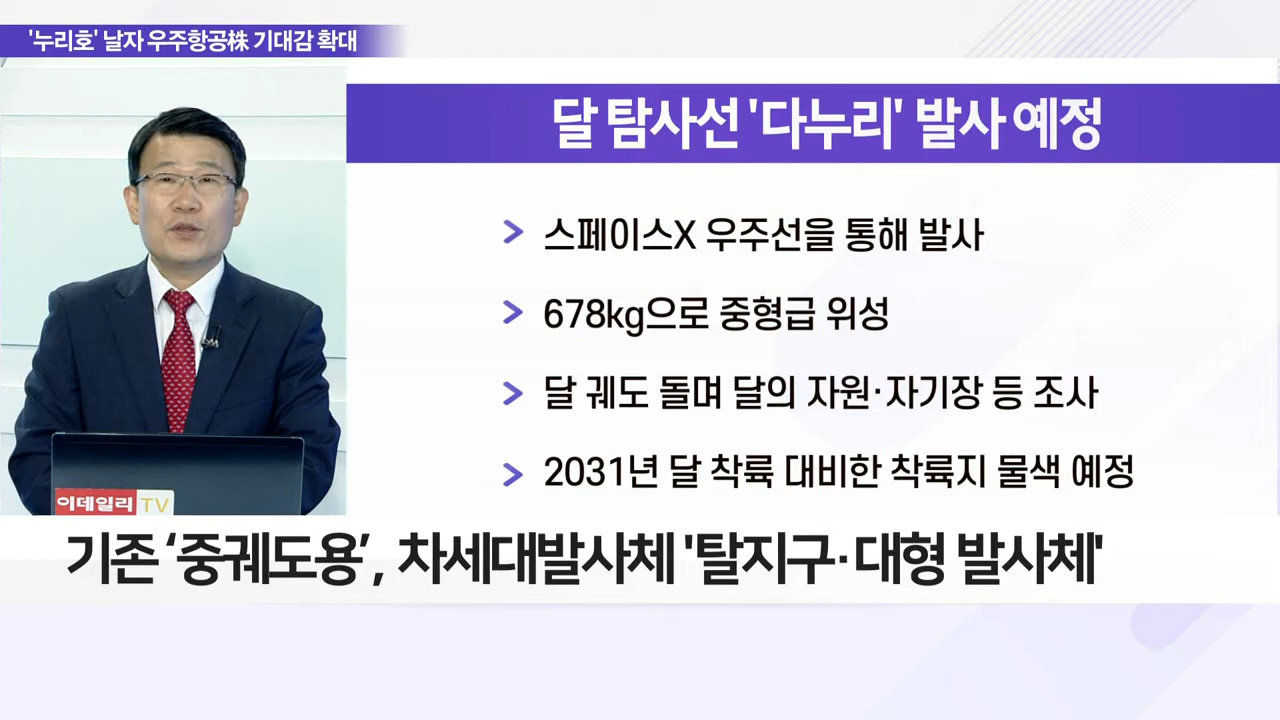 '누리호' 날자 우주항공株 기대감 확대
달 탐사선 '다누리' 발사 예정
> 스페이스X 우주선을 통해 발사
> 678kg으로 중형급 위성
> 달 궤도 돌며 달의 자원·자기장 등 조사
> 2031년 달 착륙 대비한 착륙지 물색 예정
이데일리 TV
기존 ‘중궤도용’, 차세대발사체 '탈지구·대형 발사체'